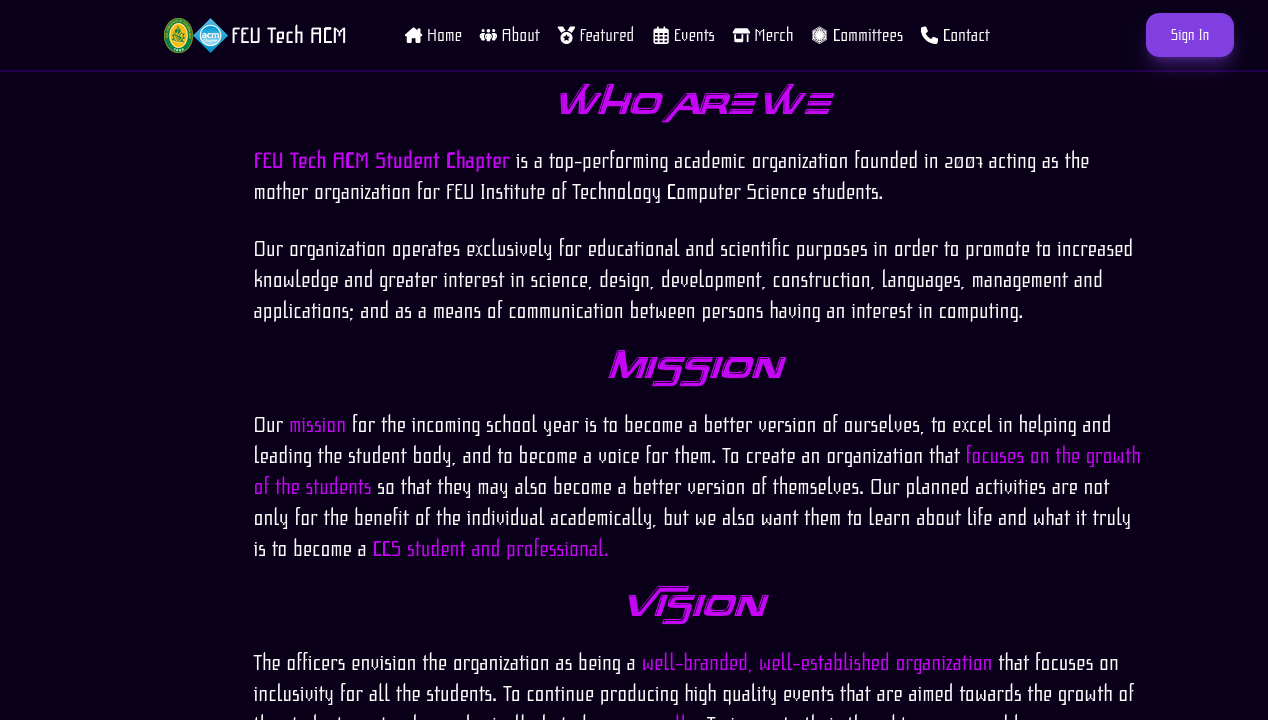 FEU Tech ACM Home About Featured Events Merch Committees Contact Sign In
Who Are We
FEU Tech ACM Student Chapter is a top-performing academic organization founded in 2007 acting as the
mother organization for FEU Institute of Technology Computer Science students.
Our organization operates exclusively for educational and scientific purposes in order to promote to increased
knowledge and greater interest in science, design, development, construction, languages, management and
applications; and as a means of communication between persons having an interest in computing.
Mission
Our mission for the incoming school year is to become a better version of ourselves, to excel in helping and
leading the student body, and to become a voice for them. To create an organization that focuses on the growth
of the students so that they may also become a better version of themselves. Our planned activities are not
only for the benefit of the individual academically, but we also want them to learn about life and what it truly
is to become a CCS student and professional.
Vision
The officers envision the organization as being a well-branded, well-established organization that focuses on
inclusivity for all the students. To continue producing high quality events that are aimed towards the growth of